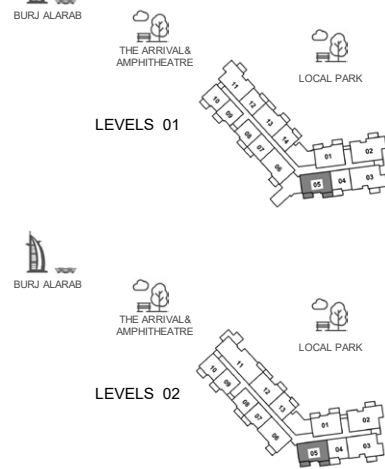 BURJ ALARAB
THE ARRIVAL&
AMPHITHEATRE
LOCAL PARK
LEVELS 01
11
10
12
09
13
08
14
07
06
01
02
05
04
03
BURJ ALARAB
THE ARRIVAL&
AMPHITHEATRE
LOCAL PARK
LEVELS 02
11
10
09
12
08
13
07
06
01
02
05
04
03